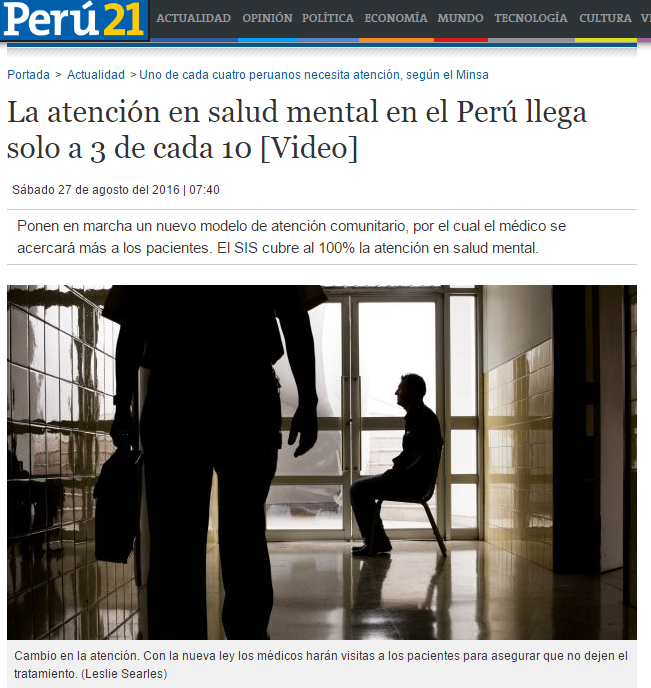 Perú 21
ACTUALIDAD OPINIÓN POLÍTICA ECONOMÍA MUNDO TECNOLOGÍA CULTURA
Portada > Actualidad > Uno de cada cuatro peruanos necesita atención, según el Minsa
La atención en salud mental en el Perú llega
solo a 3 de cada 10 [Video]
Sábado 27 de agosto del 2016 | 07:40
Ponen en marcha un nuevo modelo de atención comunitario, por el cual el médico se
acercará más a los pacientes. El SIS cubre al 100% la atención en salud mental.
Cambio en la atención. Con la nueva ley los médicos harán visitas a los pacientes para asegurar que no dejen el
tratamiento. (Leslie Searles)